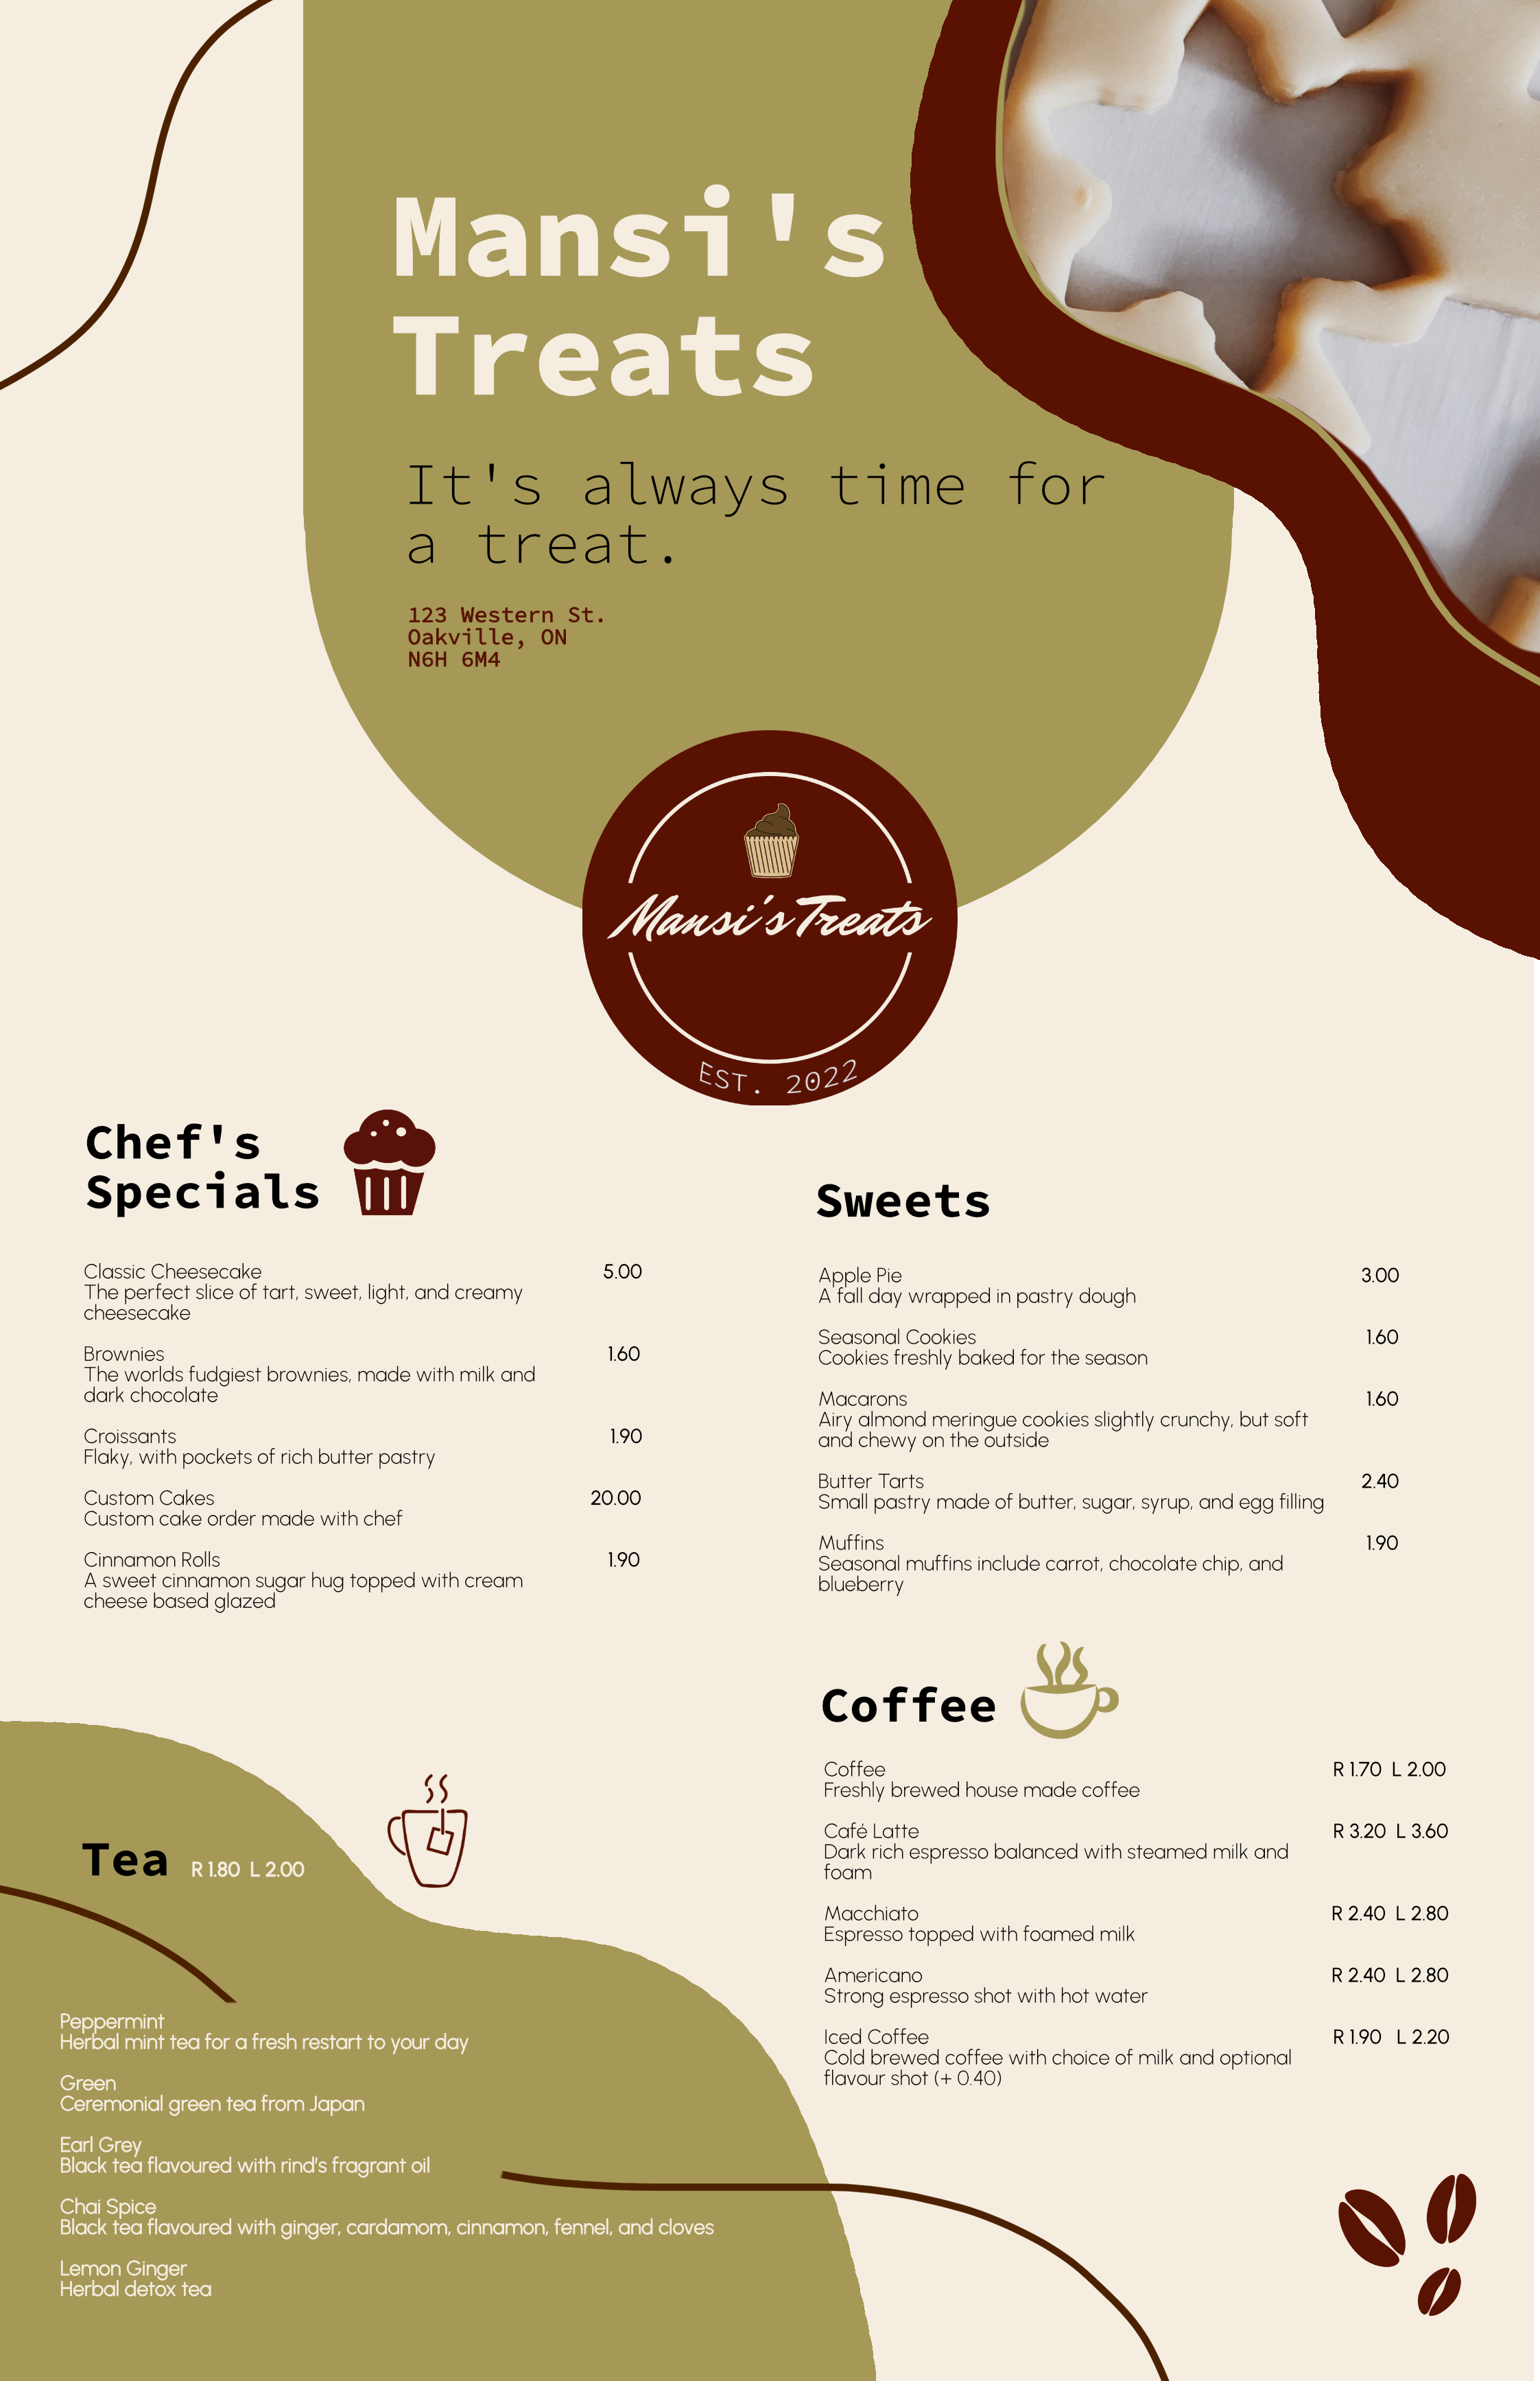 Mansi's
Treats
It's always time for
a treat.
123 Western St.
Oakville, ON
N6H 6M4
Mansi's Treats
EST. 2022
Chef's
Specials
Classic Cheesecake 5.00
The perfect slice of tart, sweet, light, and creamy
cheesecake
Brownies 1.60
The worlds fudgiest brownies, made with milk and
dark chocolate
Croissants 1.90
Flaky, with pockets of rich butter pastry
Custom Cakes 20.00
Custom cake order made with chef
Cinnamon Rolls 1.90
A sweet cinnamon sugar hug topped with cream
cheese based glazed
Sweets
Apple Pie 3.00
A fall day wrapped in pastry dough
Seasonal Cookies 1.60
Cookies freshly baked for the season
Macarons 1.60
Airy almond meringue cookies slightly crunchy, but soft
and chewy on the outside
Butter Tarts 2.40
Small pastry made of butter, sugar, syrup, and egg filling
Muffins 1.90
Seasonal muffins include carrot, chocolate chip, and
blueberry
Tea R 1.80 L 2.00
Peppermint
Herbal mint tea for a fresh restart to your day
Green
Ceremonial green tea from Japan
Earl Grey
Black tea flavoured with rind's fragrant oil
Chai Spice
Black tea flavoured with ginger, cardamom, cinnamon, fennel, and cloves
Lemon Ginger
Herbal detox tea
Coffee
Coffee R 1.70 L 2.00
Freshly brewed house made coffee
Café Latte R 3.20 L 3.60
Dark rich espresso balanced with steamed milk and
foam
Macchiato R 2.40 L 2.80
Espresso topped with foamed milk
Americano R 2.40 L 2.80
Strong espresso shot with hot water
Iced Coffee R 1.90 L 2.20
Cold brewed coffee with choice of milk and optional
flavour shot (+ 0.40)